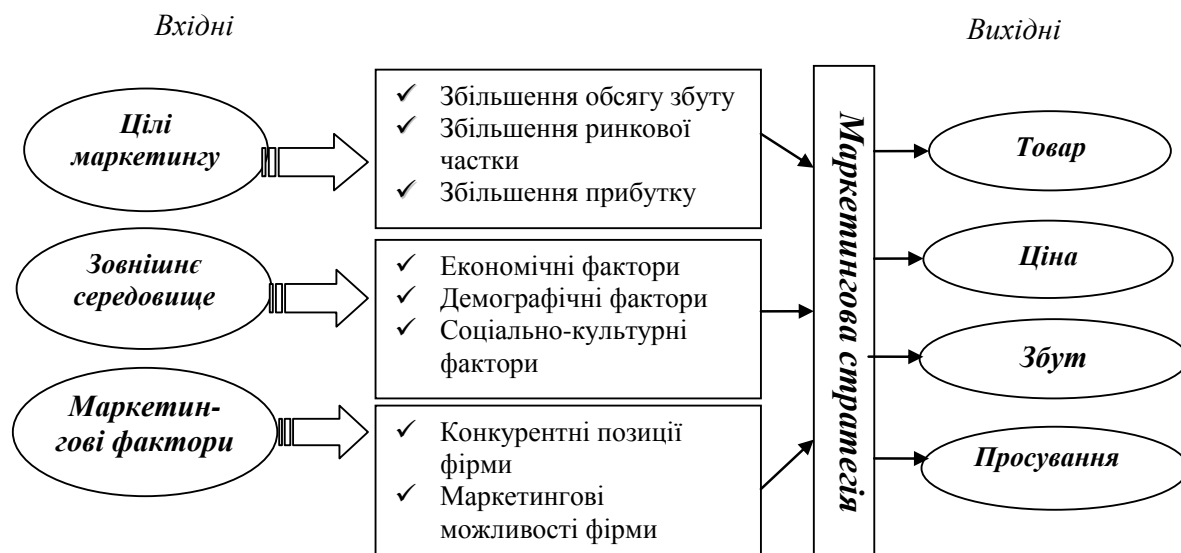 Вхідні
Вихідні
Цілі
маркетингу
✓ Збільшення обсягу збуту
✓ Збільшення ринкової
частки
✓ Збільшення прибутку
Зовнішнє
середовище
✓ Економічні фактори
✓ Демографічні фактори
✓ Соціально-культурні
фактори
Маркетин-
гові фактори
✓ Конкурентні позиції
фірми
✓ Маркетингові
можливості фірми
Маркетингова стратегія
Товар
Ціна
Збут
Просування